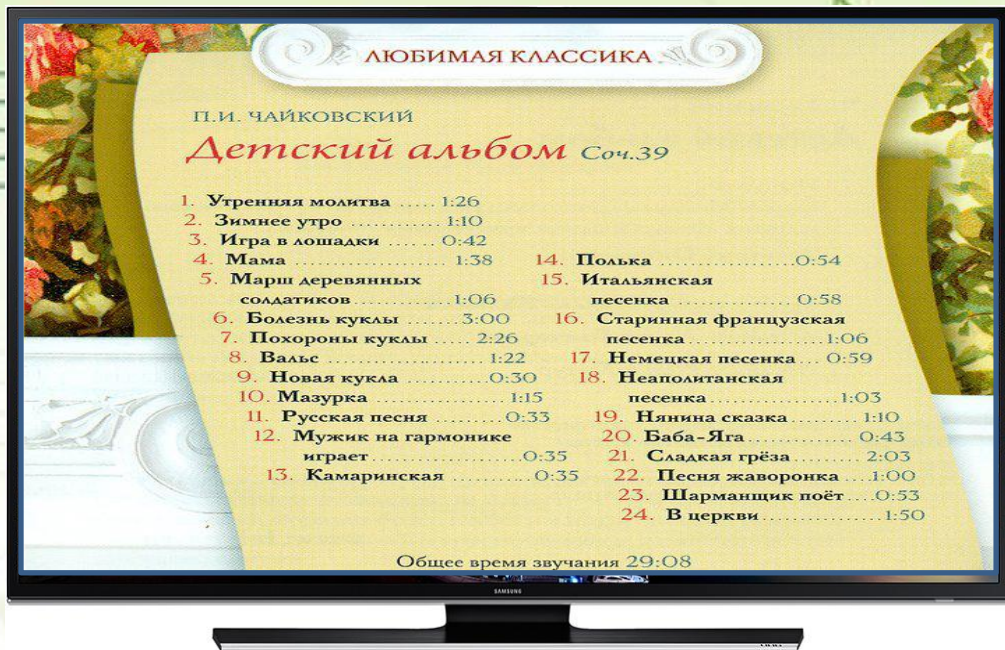 ЛЮБИМАЯ КЛАССИКА
П.И. ЧАЙКОВСКИЙ
Детский альбом Соч.39
1. Утренняя молитва ..... 1:26
2. Зимнее утро ............ 1:10
3. Игра в лошадки ...... 0:42
4. Мама .................... 1:38
5. Марш деревянных
солдатиков ............ 1:06
6. Болезнь куклы ....... 3:00
7. Похороны куклы ..... 2:26
8. Вальс .................... 1:22
9. Новая кукла .......... 0:30
10. Мазурка ................. 1:15
11. Русская песня ......... 0:33
12. Мужик на гармонике
играет .................. 0:35
13. Камаринская .......... 0:35
14. Полька ................. 0:54
15. Итальянская
песенка .............. 0:58
16. Старинная французская
песенка ................ 1:06
17. Немецкая песенка ... 0:59
18. Неаполитанская
песенка ................ 1:03
19. Нянина сказка ........ 1:10
20. Баба-Яга ............. 0:43
21. Сладкая грёза ........ 2:03
22. Песня жаворонка .... 1:00
23. Шарманщик поёт .... 0:53
24. В церкви ............... 1:50
Общее время звучания 29:08
SAMSUNG